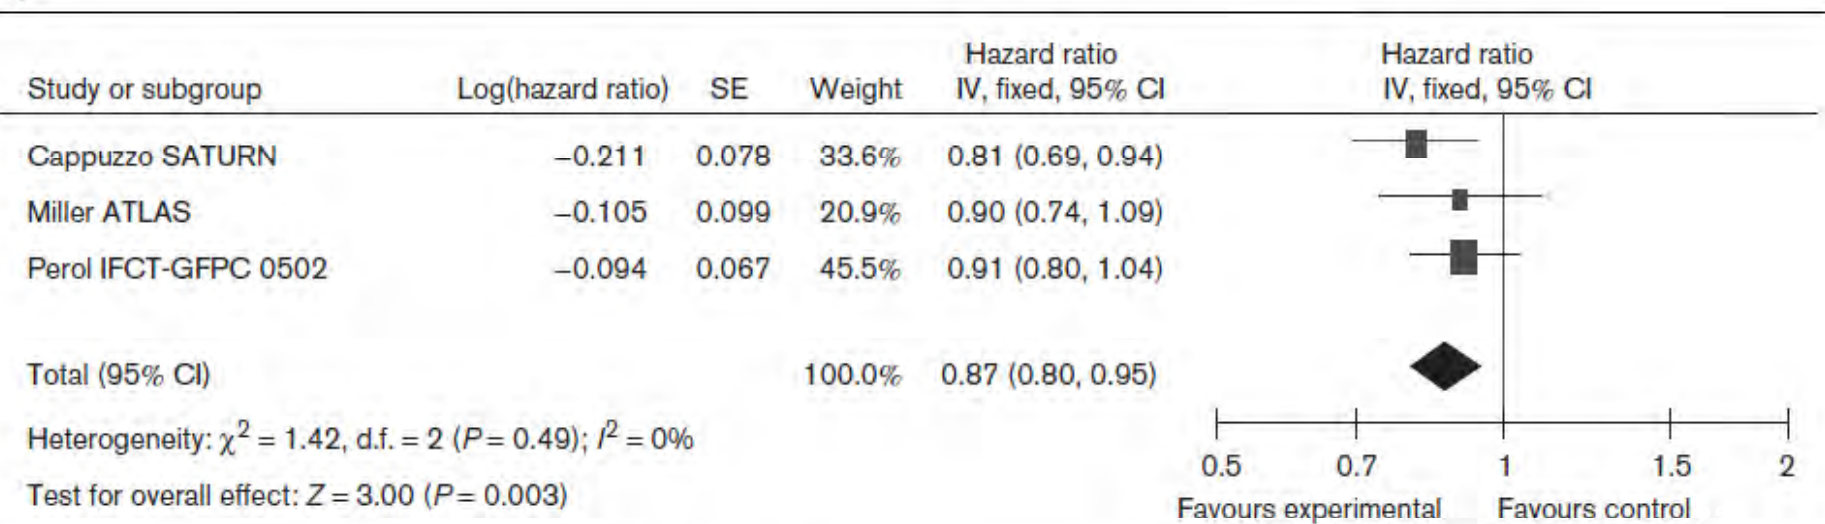 Hazard ratio Hazard ratio
Study or subgroup Log(hazard ratio) SE Weight IV, fixed, 95% CI IV, fixed, 95% CI
Cappuzzo SATURN −0.211 0.078 33.6% 0.81 (0.69, 0.94)
Miller ATLAS −0.105 0.099 20.9% 0.90 (0.74, 1.09)
Perol IFCT-GFPC 0502 −0.094 0.067 45.5% 0.91 (0.80, 1.04)
Total (95% CI) 100.0% 0.87 (0.80, 0.95)
Heterogeneity: χ² = 1.42, d.f. = 2 (P = 0.49); I² = 0%
0.5 0.7 1 1.5 2
Test for overall effect: Z = 3.00 (P = 0.003)
Favours experimental Favours control